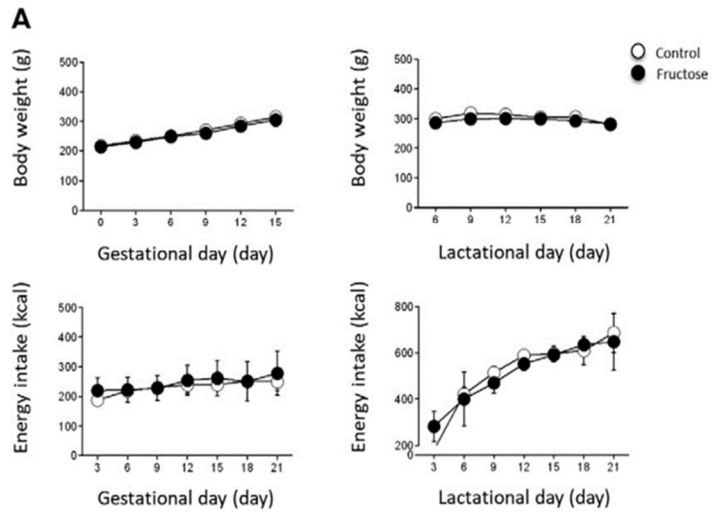 A
Body weight (g)
500
400
300
200
100
0
0 3 6 9 12 15
Gestational day (day)
Body weight (g)
500
400
300
200
100
0
6 9 12 15 18 21
Lactational day (day)
Control
Fructose
Energy intake (kcal)
500
400
300
200
100
0
3 6 9 12 15 18 21
Gestational day (day)
Energy intake (kcal)
800
600
400
200
0
3 6 9 12 15 18 21
Lactational day (day)